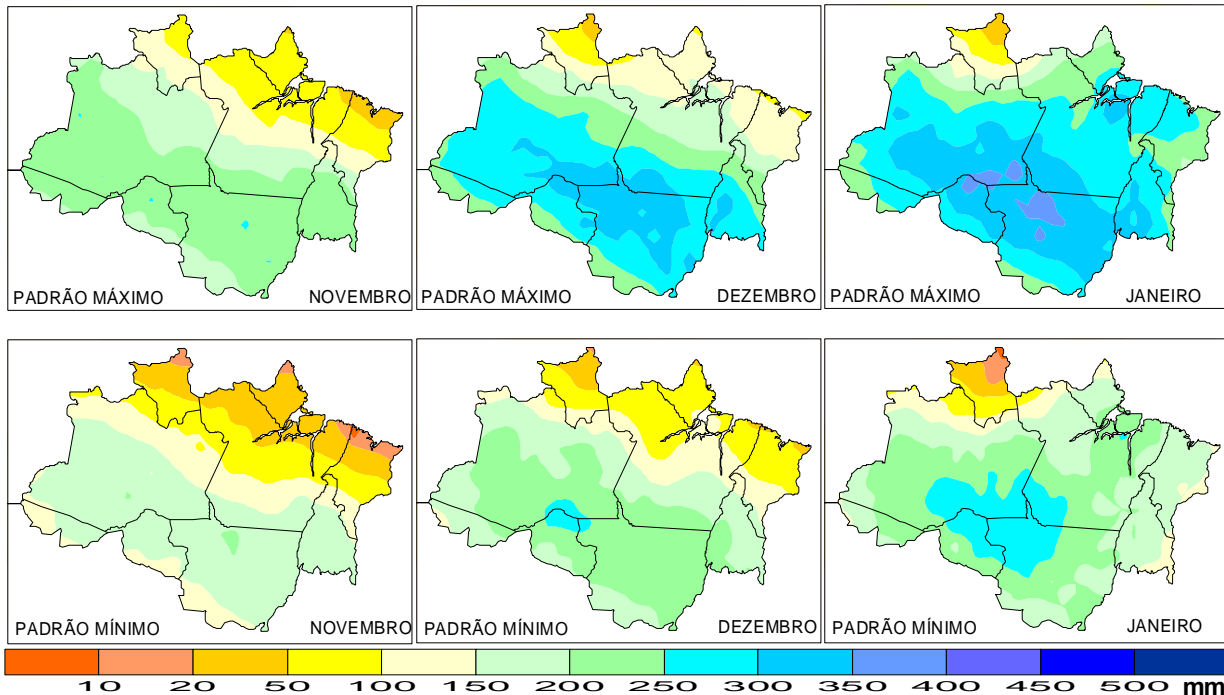 PADRÃO MÁXIMO NOVEMBRO
PADRÃO MÁXIMO DEZEMBRO
PADRÃO MÁXIMO JANEIRO
PADRÃO MÍNIMO NOVEMBRO
PADRÃO MÍNIMO DEZEMBRO
PADRÃO MÍNIMO JANEIRO
10 20 50 100 150 200 250 300 350 400 450 500 mm